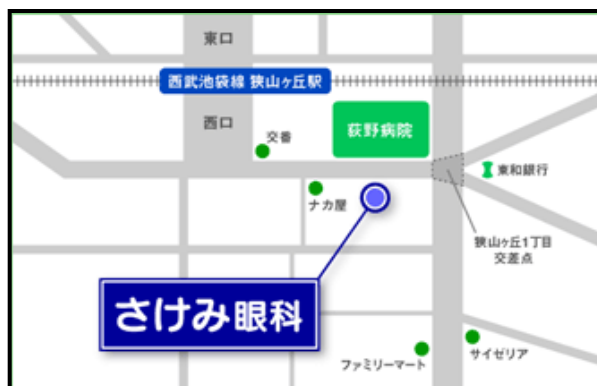 東口
西武池袋線 狭山ヶ丘駅
西口
交番
荻野病院
東和銀行
ナカ屋
狭山ヶ丘1丁目
交差点
さけみ眼科
ファミリーマート
サイゼリア